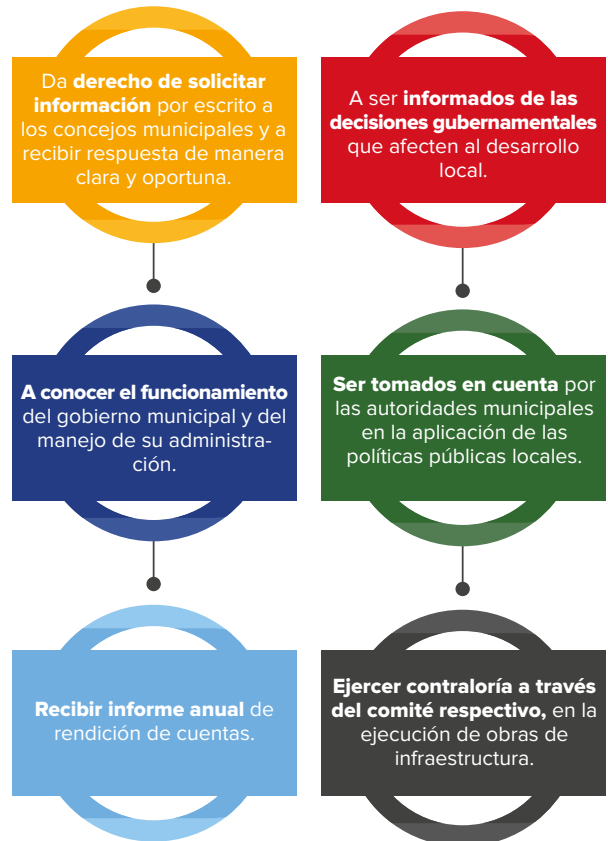 Da derecho de solicitar
información por escrito a
los concejos municipales y a
recibir respuesta de manera
clara y oportuna.
A ser informados de las
decisiones gubernamentales
que afecten al desarrollo
local.
A conocer el funcionamiento
del gobierno municipal y del
manejo de su administra-
ción.
Ser tomados en cuenta por
las autoridades municipales
en la aplicación de las
políticas públicas locales.
Recibir informe anual de
rendición de cuentas.
Ejercer contraloría a través
del comité respectivo, en la
ejecución de obras de
infraestructura.